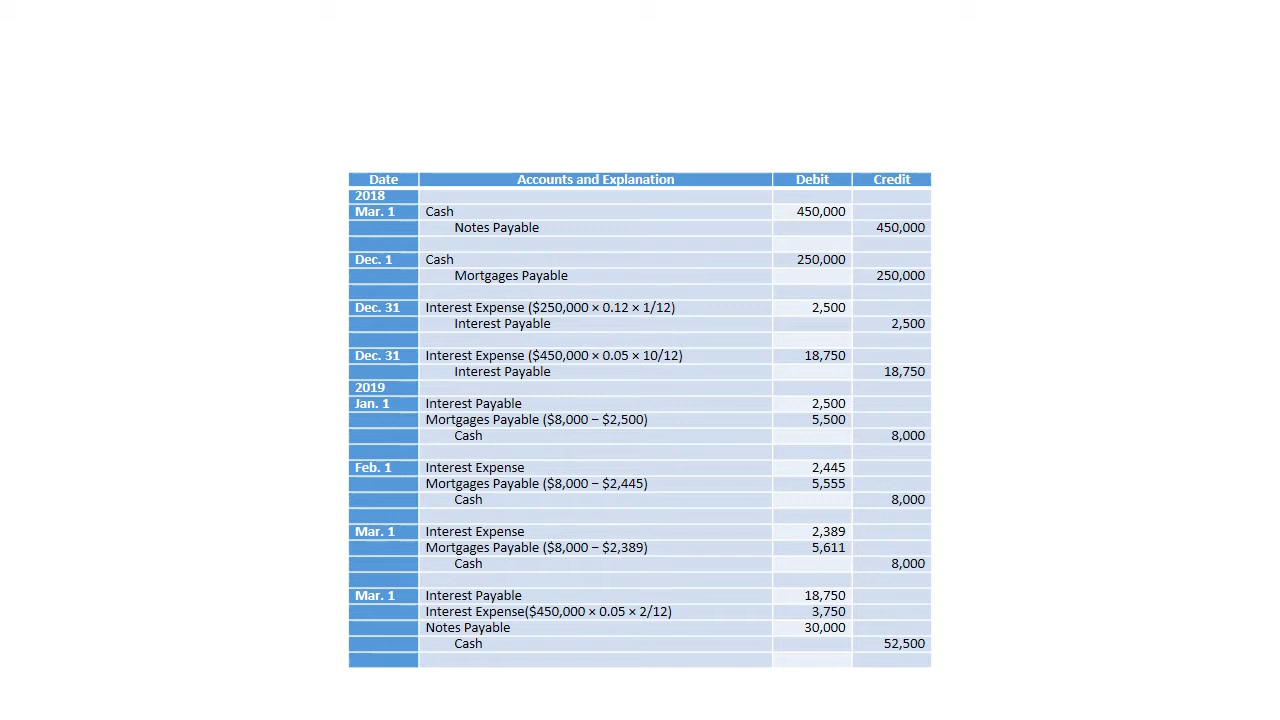 Date Accounts and Explanation Debit Credit
2018
Mar. 1 Cash 450,000
Notes Payable 450,000
Dec. 1 Cash 250,000
Mortgages Payable 250,000
Dec. 31 Interest Expense ($250,000 × 0.12 × 1/12) 2,500
Interest Payable 2,500
Dec. 31 Interest Expense ($450,000 × 0.05 × 10/12) 18,750
Interest Payable 18,750
2019
Jan. 1 Interest Payable 2,500
Mortgages Payable ($8,000 − $2,500) 5,500
Cash 8,000
Feb. 1 Interest Expense 2,445
Mortgages Payable ($8,000 − $2,445) 5,555
Cash 8,000
Mar. 1 Interest Expense 2,389
Mortgages Payable ($8,000 − $2,389) 5,611
Cash 8,000
Mar. 1 Interest Payable 18,750
Interest Expense($450,000 × 0.05 × 2/12) 3,750
Notes Payable 30,000
Cash 52,500